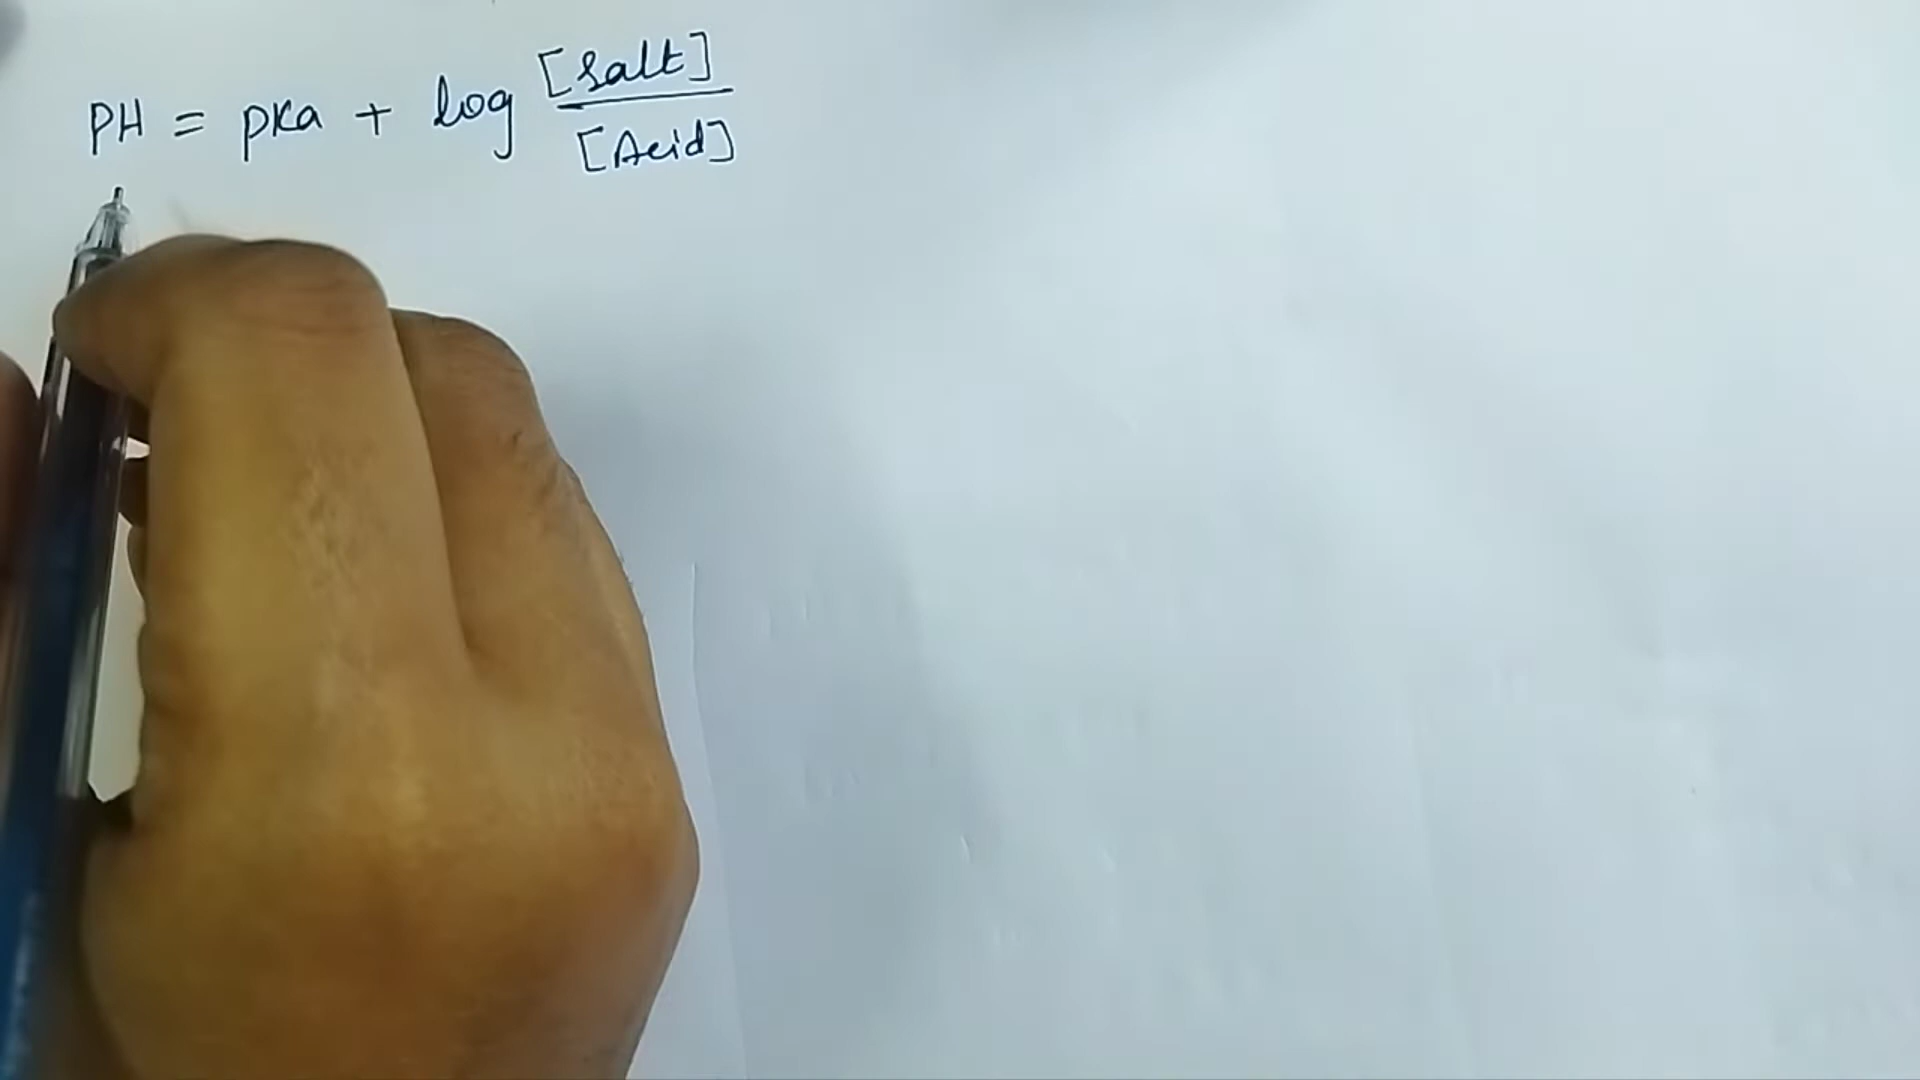 PH = pKa + log [Salt] / [Acid]